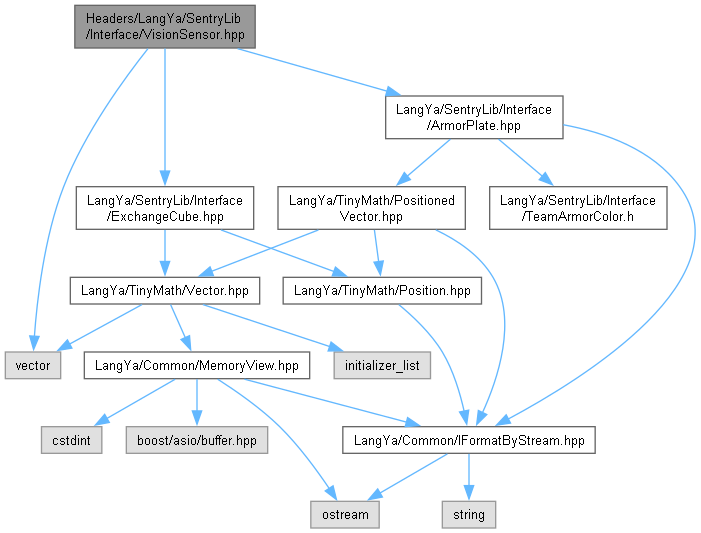 Headers/LangYa/SentryLib
/Interface/VisionSensor.hpp
LangYa/SentryLib/Interface
/ArmorPlate.hpp
LangYa/SentryLib/Interface
/ExchangeCube.hpp
LangYa/TinyMath/Positioned
Vector.hpp
LangYa/SentryLib/Interface
/TeamArmorColor.h
LangYa/TinyMath/Vector.hpp
LangYa/TinyMath/Position.hpp
vector
LangYa/Common/MemoryView.hpp
initializer_list
cstdint
boost/asio/buffer.hpp
LangYa/Common/IFormatByStream.hpp
ostream
string